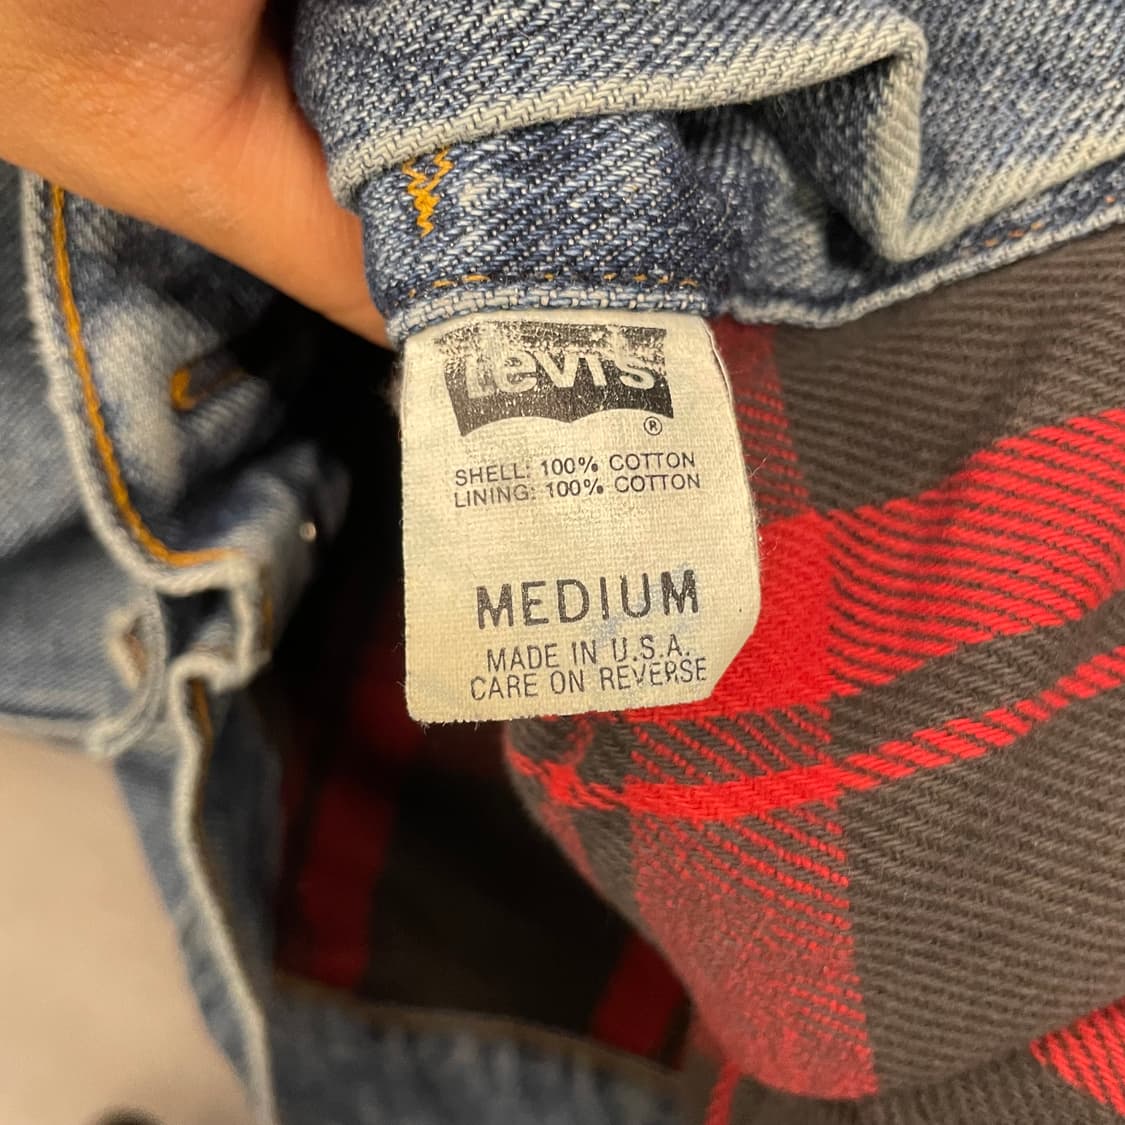 Levi's
®
SHELL: 100% COTTON
LINING: 100% COTTON
MEDIUM
MADE IN U.S.A.
CARE ON REVERSE